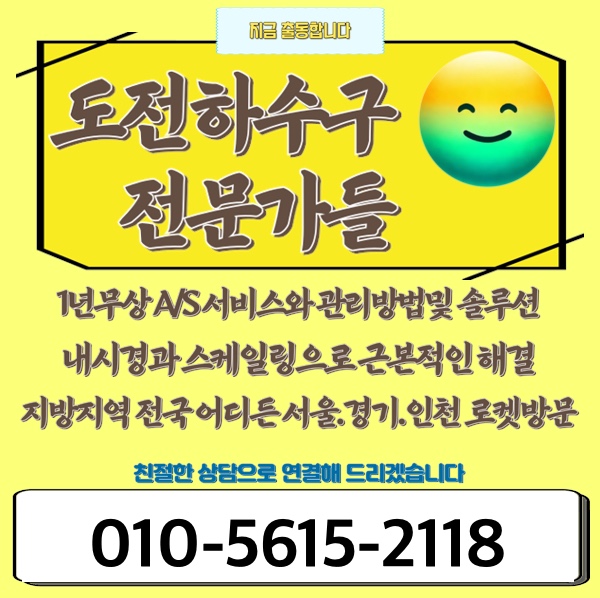 지금 출동합니다
도전하수구
전문가들
1년무상 A/S 서비스와 관리방법및 솔루션
내시경과 스케일링으로 근본적인 해결
지방지역 전국 어디든 서울.경기.인천 로켓방문
친절한 상담으로 연결해 드리겠습니다
010-5615-2118